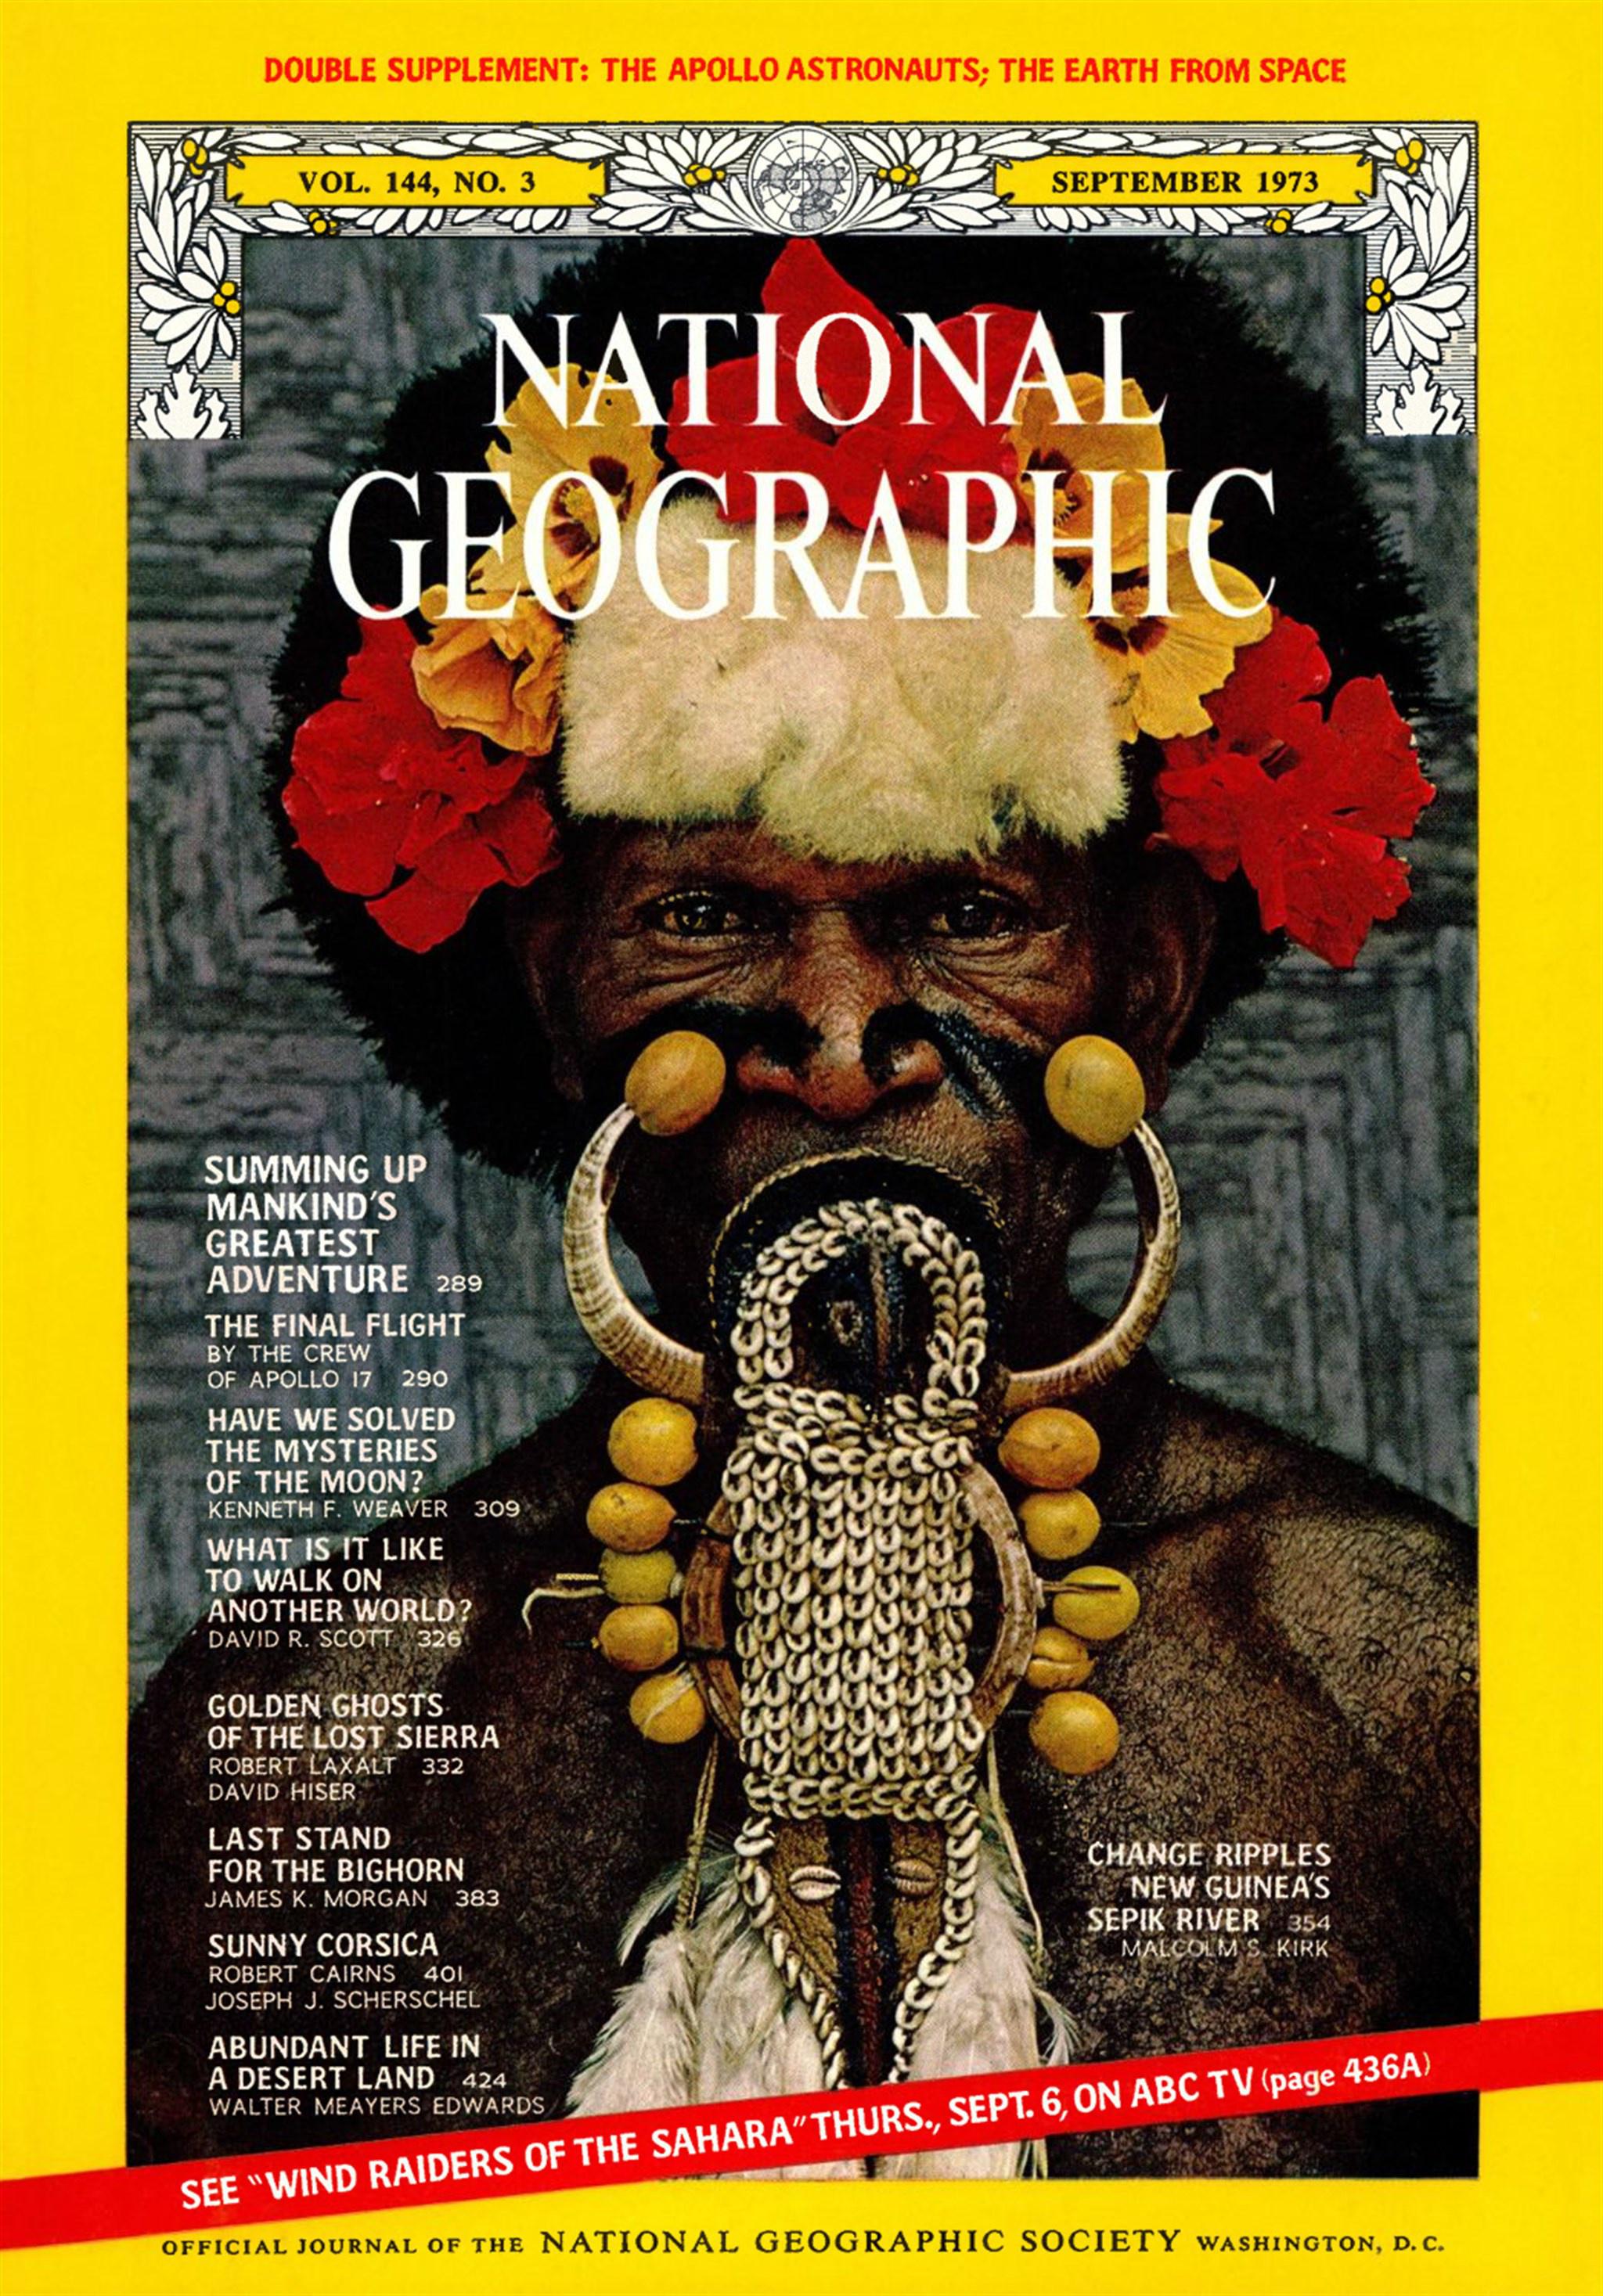 DOUBLE SUPPLEMENT: THE APOLLO ASTRONAUTS; THE EARTH FROM SPACE
VOL. 144, NO. 3
SEPTEMBER 1973
NATIONAL
GEOGRAPHIC
SUMMING UP
MANKIND'S
GREATEST
ADVENTURE 289
THE FINAL FLIGHT
BY THE CREW
OF APOLLO 17 290
HAVE WE SOLVED
THE MYSTERIES
OF THE MOON?
KENNETH F. WEAVER 309
WHAT IS IT LIKE
TO WALK ON
ANOTHER WORLD?
DAVID R. SCOTT 326
GOLDEN GHOSTS
OF THE LOST SIERRA
ROBERT LAXALT 332
DAVID HISER
LAST STAND
FOR THE BIGHORN
JAMES K. MORGAN 383
SUNNY CORSICA
ROBERT CAIRNS 401
JOSEPH J. SCHERSCHEL
ABUNDANT LIFE IN
A DESERT LAND 424
WALTER MEAYERS EDWARDS
CHANGE RIPPLES
NEW GUINEA'S
SEPIK RIVER 354
MALCOLM S. KIRK
SEE "WIND RAIDERS OF THE SAHARA" THURS., SEPT. 6, ON ABC TV (page 436A)
OFFICIAL JOURNAL OF THE NATIONAL GEOGRAPHIC SOCIETY WASHINGTON, D.C.